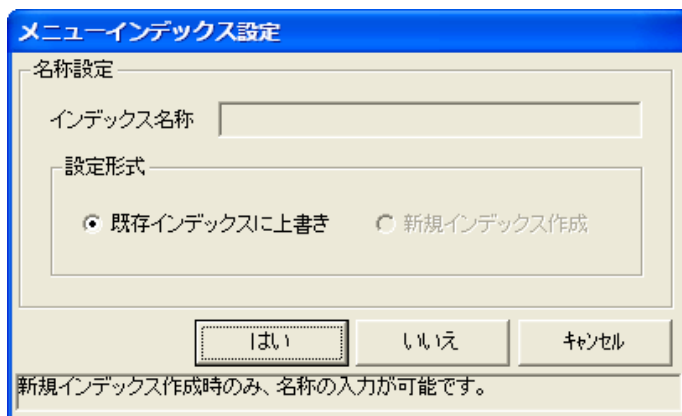 メニューインデックス設定
名称設定
インデックス名称
設定形式
既存インデックスに上書き 新規インデックス作成
はい いいえ ｷｬﾝｾﾙ
新規インデックス作成時のみ、名称の入力が可能です。